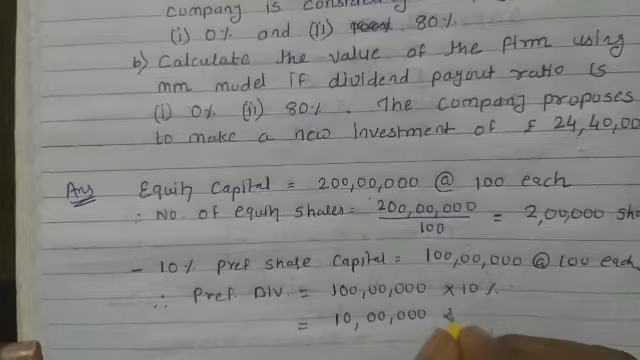 company is
(i) 0% and (ii) 80%
b) Calculate the value of the firm using
mm model if dividend payout ratio is
(i) 0% (ii) 80%. The company proposes
to make a new Investment of ₹ 24,40,00
Ans Equity Capital = 200,00,000 @ 100 each
∴ No. of equity shares = 200,00,000 / 100 = 2,00,000 sha
- 10% Pref share Capital = 100,00,000 @ 100 each
∴ Pref. Div. = 100,00,000 × 10%
= 10,00,000